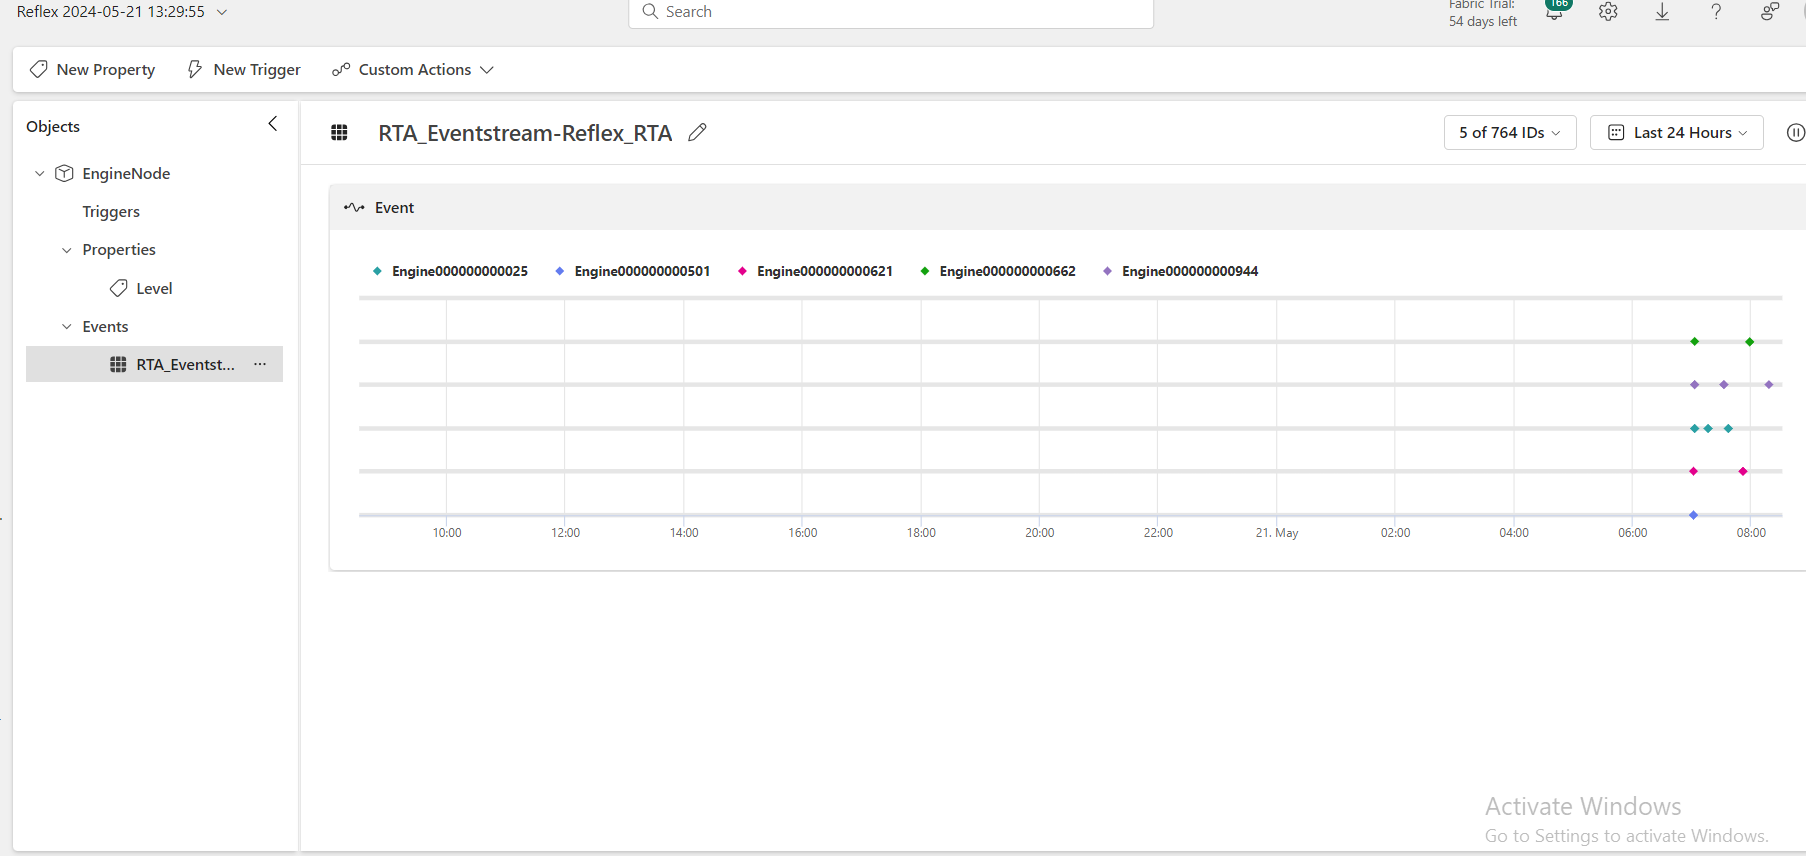 Reflex 2024-05-21 13:29:55
Search
Fabric Trial:
54 days left
166
New Property
New Trigger
Custom Actions
Objects
EngineNode
Triggers
Properties
Level
Events
RTA_Eventst...
RTA_Eventstream-Reflex_RTA
5 of 764 IDs
Last 24 Hours
Event
Engine000000000025 Engine000000000501 Engine000000000621 Engine000000000662 Engine000000000944
10:00 12:00 14:00 16:00 18:00 20:00 22:00 21. May 02:00 04:00 06:00 08:00
Activate Windows
Go to Settings to activate Windows.